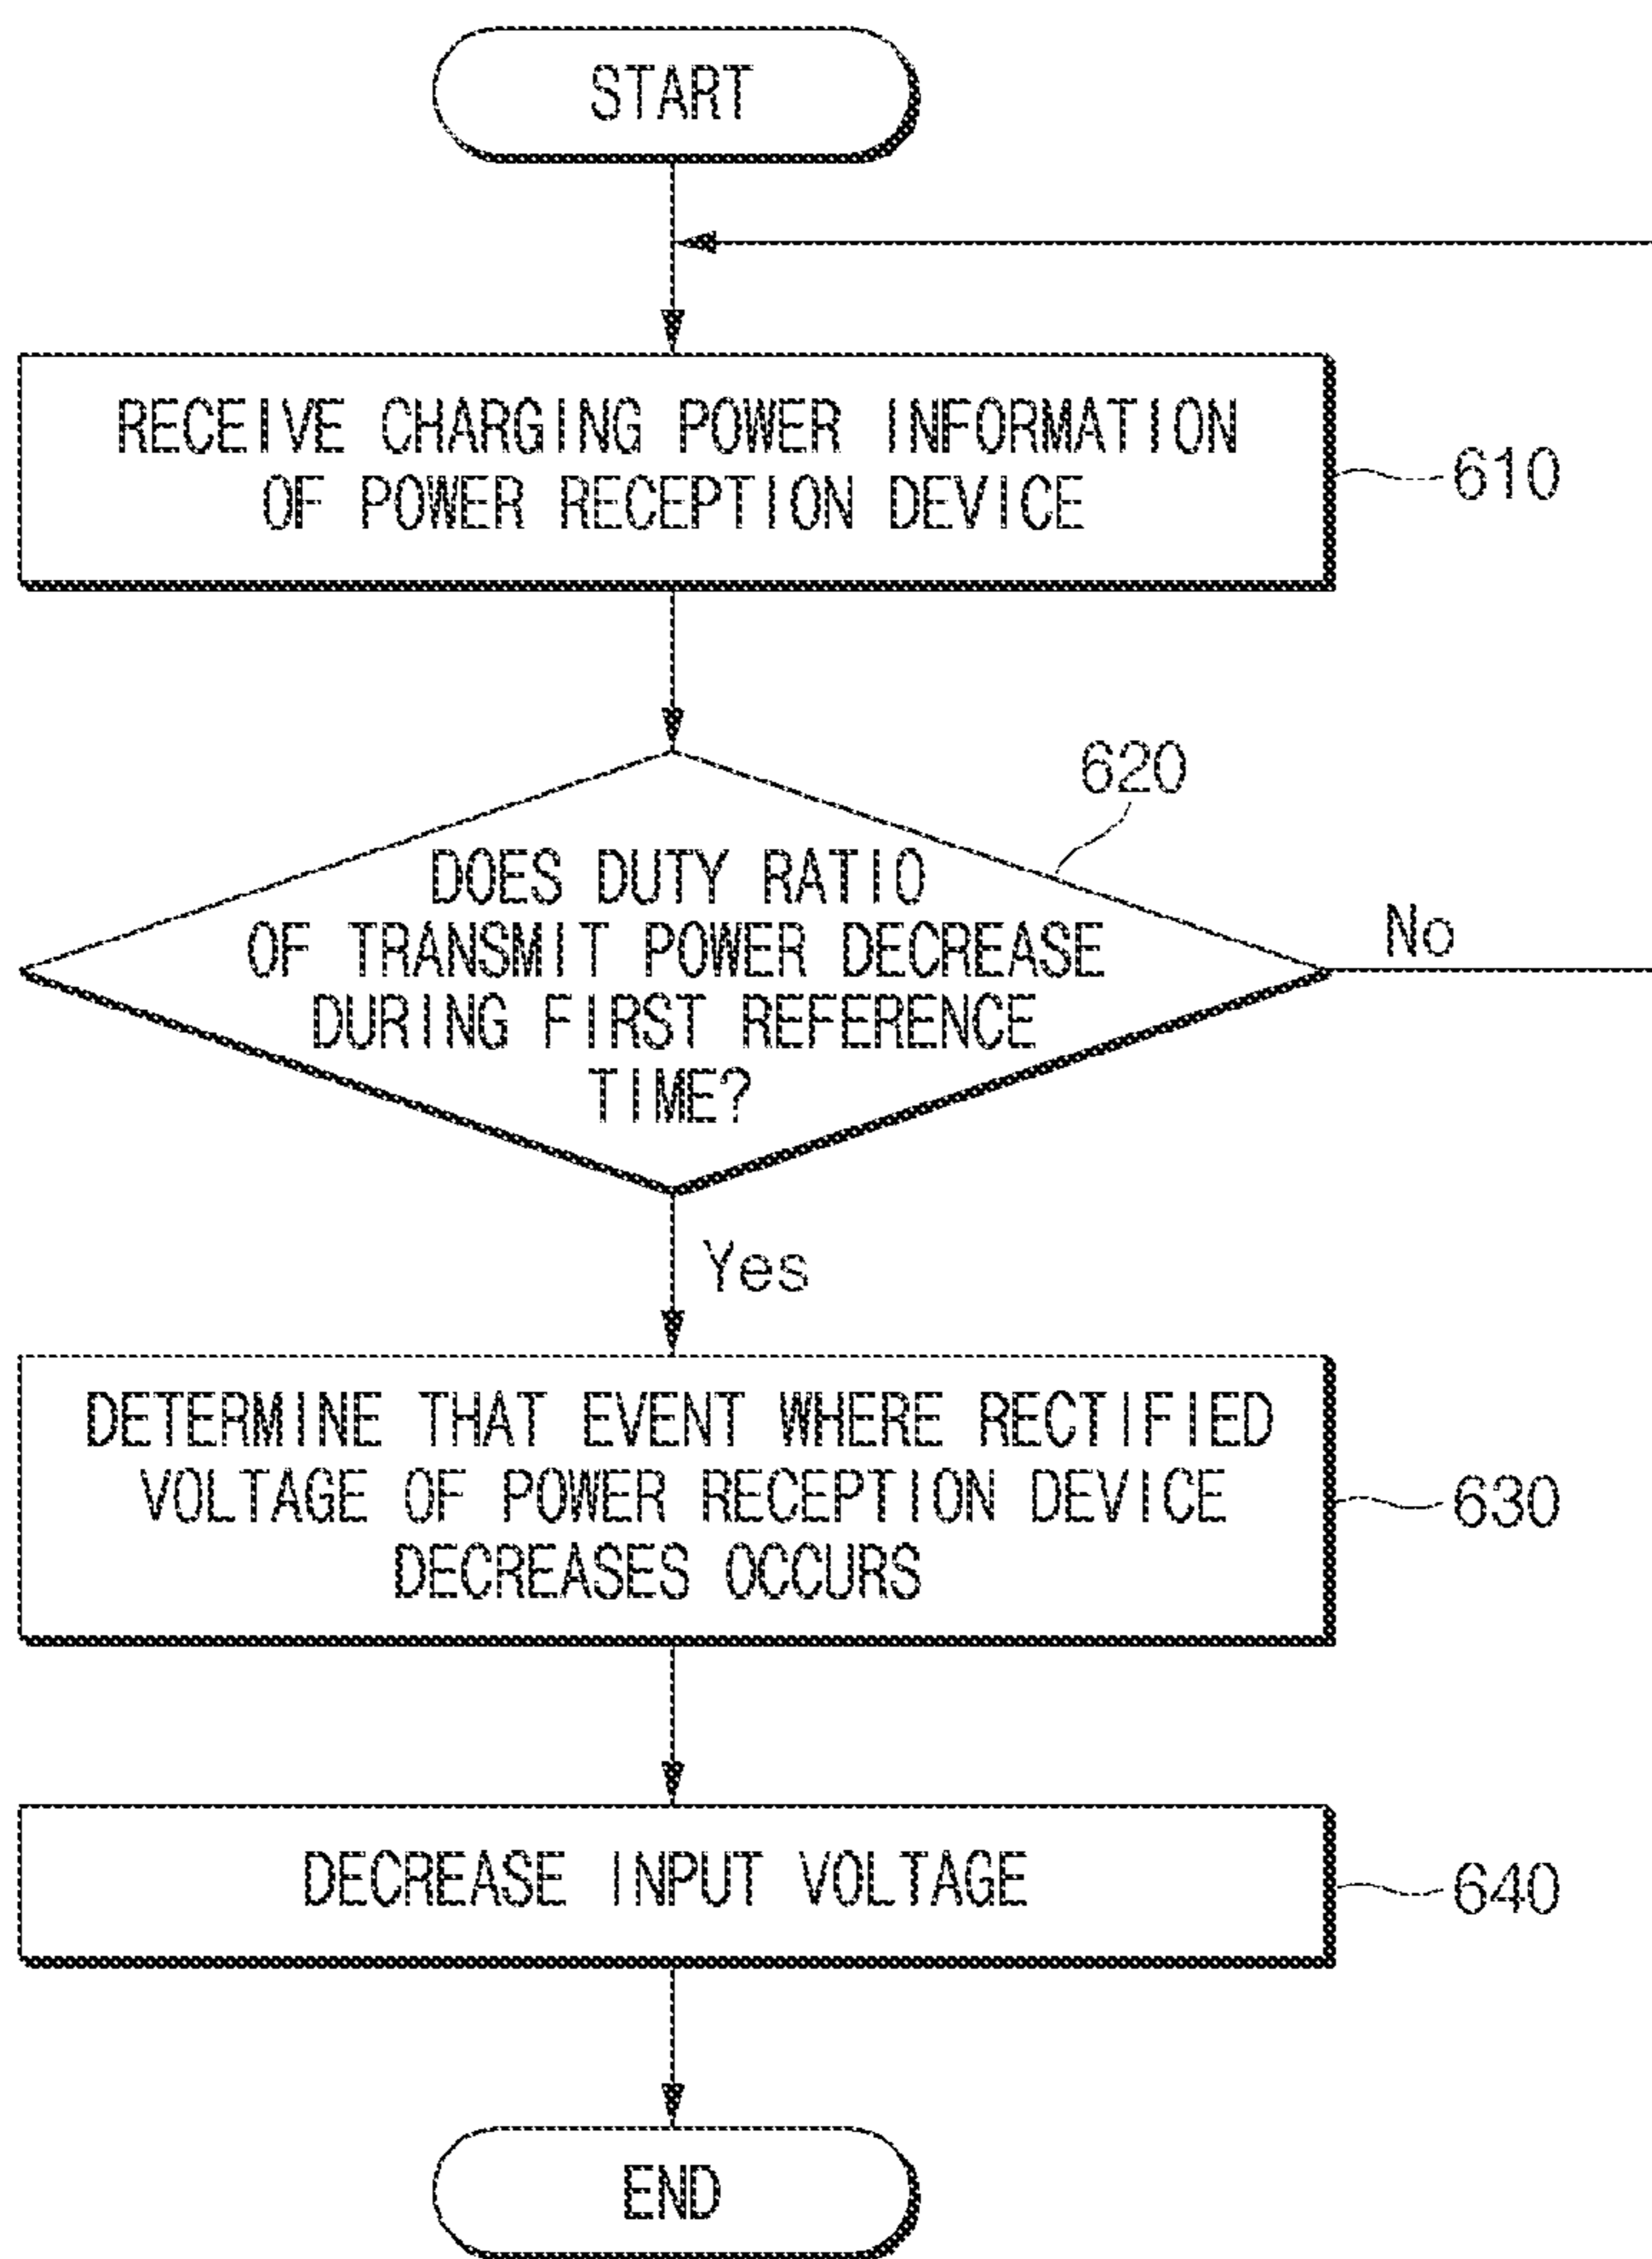 START
RECEIVE CHARGING POWER INFORMATION
OF POWER RECEPTION DEVICE
610
620
DOES DUTY RATIO
OF TRANSMIT POWER DECREASE
DURING FIRST REFERENCE
TIME?
No
Yes
DETERMINE THAT EVENT WHERE RECTIFIED
VOLTAGE OF POWER RECEPTION DEVICE
DECREASES OCCURS
630
DECREASE INPUT VOLTAGE
640
END